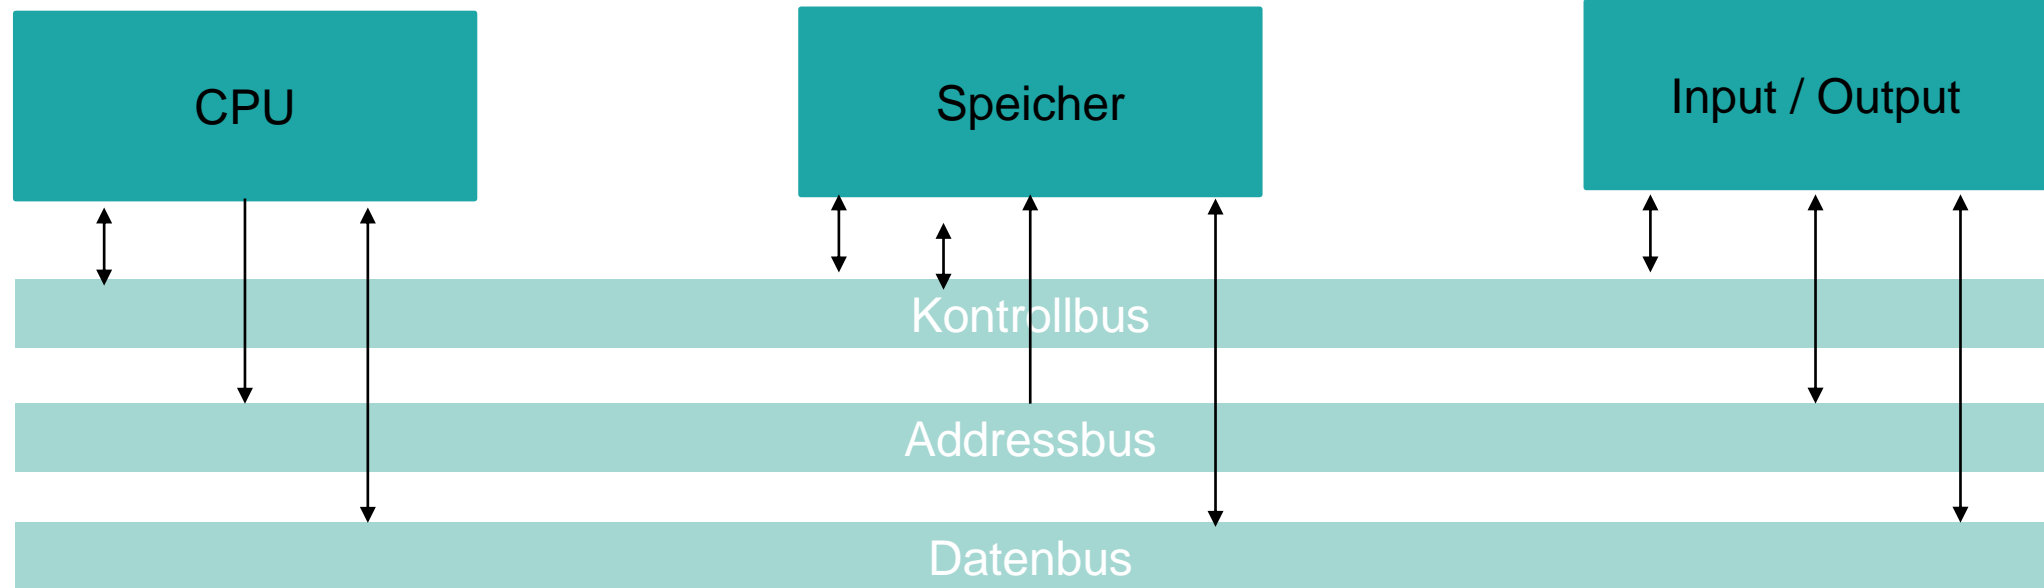 CPU
Speicher
Input / Output
Kontrollbus
Addressbus
Datenbus